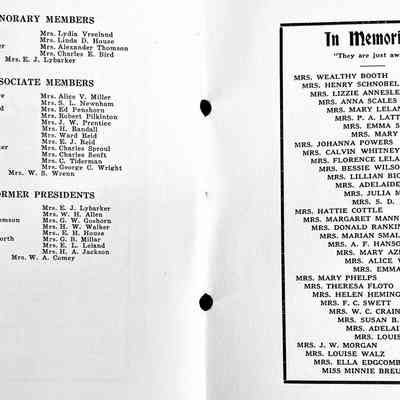 NORARY MEMBERS
Mrs. Lydia Vreeland
Mrs. Linda D. House
er Mrs. Alexander Thomson
Mrs. Charles E. Bird
Mrs. E. J. Lybarker
SOCIATE MEMBERS
Mrs. Alice V. Miller
Mrs. S. L. Newnham
Mrs. Ed Penshorn
Mrs. Robert Pilkinton
Mrs. J. W. Prentice
Mrs. H. Randall
Mrs. Ward Reid
Mrs. E. J. Reid
Mrs. Charles Sproul
Mrs. Charles Senft
Mrs. C. Tiderman
Mrs. George C. Wright
Mrs. W. S. Wrenn
ORMER PRESIDENTS
Mrs. E. J. Lybarker
Mrs. W. H. Allen
Mrs. G. W. Goshorn
Mrs. H. W. Walker
Mrs., E. H. House
orth Mrs. G. B. Millar
Mrs. E. L. Leland
Mrs. H. A. Jackson
Mrs. W. A. Comey
In Memori
"They are just aw
MRS. WEALTHY BOOTH
MRS. HENRY SCHNOBEL
MRS. LIZZIE ANNESLE
MRS. ANNA SCALES
MRS. MARY LELAN
MRS. P. A. LATT
MRS. EMMA S
MRS. MARY
MRS. JOHANNA POWERS
MRS. CALVIN WHITNEY
MRS. FLORENCE LELA
MRS. BESSIE WILSO
MRS. LILLIAN BIC
MRS. ADELAIDE
MRS. JULIA M
MRS. S. D.
MRS. HATTIE COTTLE
MRS. MARGARET MANN
MRS. DONALD RANKIN
MRS. MARIAN SMAL
MRS. A. F. HANSO
MRS. MARY AZE
MRS. ALICE
MRS. EMMA
MRS. MARY PHELPS
MRS. THERESA FLOTO
MRS. HELEN HEMING
MRS. F. C. SWETT
MRS. W. C. CRAIN
MRS. SUSAN B.
MRS. ADELAI
MRS. LOUIS
MRS. J. W. MORGAN
MRS. LOUISE WALZ
MRS. ELLA EDGCOMB
MISS MINNIE BREU